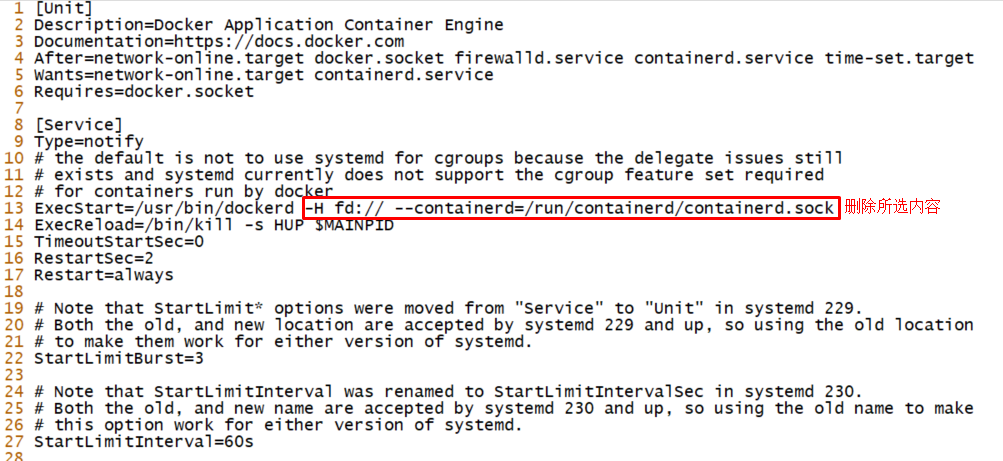 1 [Unit]
2 Description=Docker Application Container Engine
3 Documentation=https://docs.docker.com
4 After=network-online.target docker.socket firewalld.service containerd.service time-set.target
5 Wants=network-online.target containerd.service
6 Requires=docker.socket
7
8 [Service]
9 Type=notify
10 # the default is not to use systemd for cgroups because the delegate issues still
11 # exists and systemd currently does not support the cgroup feature set required
12 # for containers run by docker
13 ExecStart=/usr/bin/dockerd -H fd:// --containerd=/run/containerd/containerd.sock 删除所选内容
14 ExecReload=/bin/kill -s HUP $MAINPID
15 TimeoutStartSec=0
16 RestartSec=2
17 Restart=always
18
19 # Note that StartLimit* options were moved from "Service" to "Unit" in systemd 229.
20 # Both the old, and new location are accepted by systemd 229 and up, so using the old location
21 # to make them work for either version of systemd.
22 StartLimitBurst=3
23
24 # Note that StartLimitInterval was renamed to StartLimitIntervalSec in systemd 230.
25 # Both the old, and new name are accepted by systemd 230 and up, so using the old name to make
26 # this option work for either version of systemd.
27 StartLimitInterval=60s
28